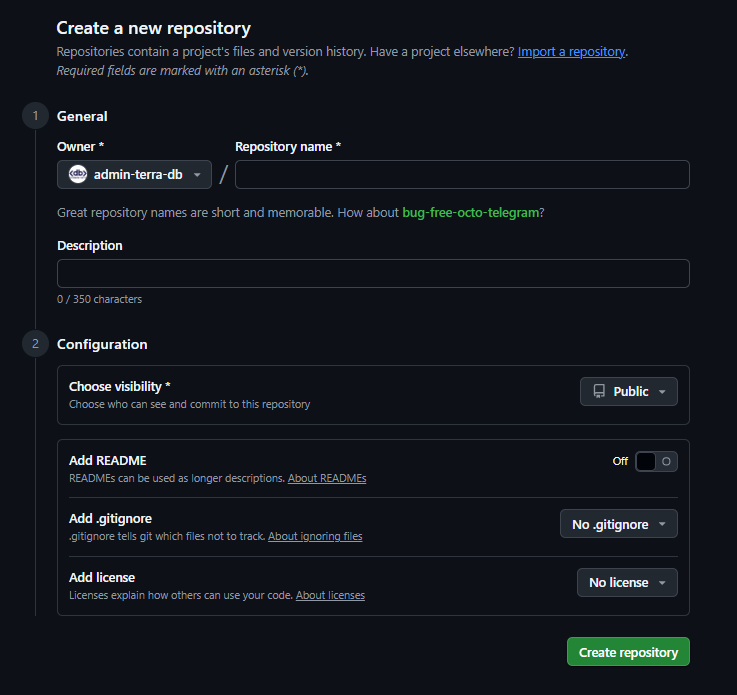 Create a new repository
Repositories contain a project's files and version history. Have a project elsewhere? Import a repository.
Required fields are marked with an asterisk (*).
1 General
Owner * Repository name *
<db> admin-terra-db /
Great repository names are short and memorable. How about bug-free-octo-telegram?
Description
0 / 350 characters
2 Configuration
Choose visibility *
Public
Choose who can see and commit to this repository
Add README
Off
READMEs can be used as longer descriptions. About READMEs
Add .gitignore
No .gitignore
.gitignore tells git which files not to track. About ignoring files
Add license
No license
Licenses explain how others can use your code. About licenses
Create repository